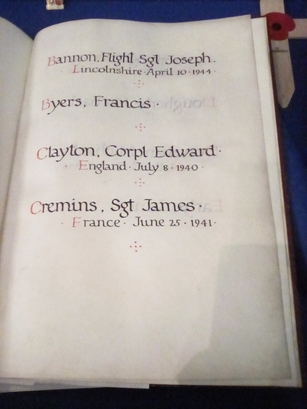 Bannon, Flight Sgt Joseph.
Lincolnshire · April 10 · 1944 ·
Byers, Francis ·
Clayton, Corpl Edward ·
England · July 8 · 1940 ·
Cremins, Sgt James ·
France · June 25 · 1941 ·